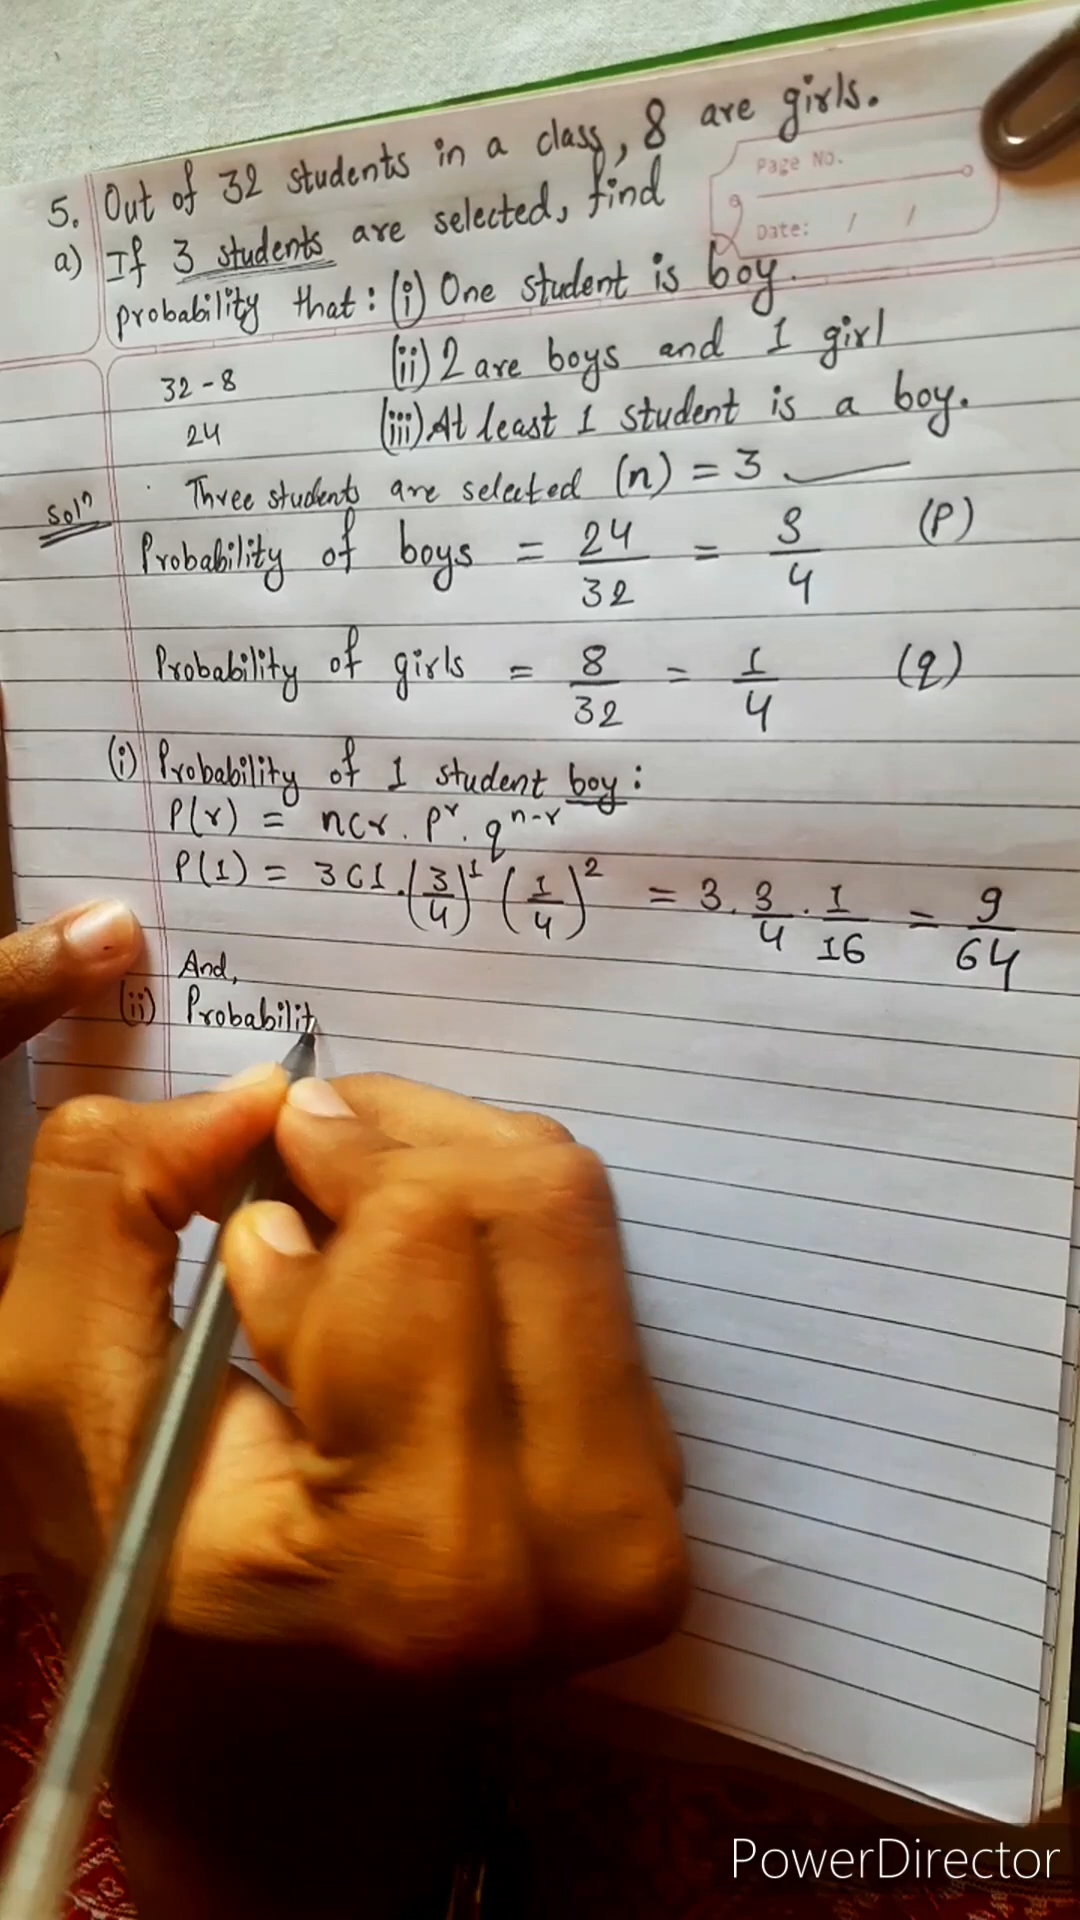 5. Out of 32 students in a class, 8 are girls.
Page No.
a) If 3 students are selected, find
Date: / /
probability that: (i) One student is boy.
32 - 8 (ii) 2 are boys and 1 girl
24 (iii) At least 1 student is a boy.
Solⁿ Three students are selected (n) = 3
Probability of boys = 24/32 = 3/4 (P)
Probability of girls = 8/32 = 1/4 (q)
(i) Probability of 1 student boy:
P(r) = ncr. pʳ. qⁿ⁻ʳ
P(1) = 3C1. (3/4)¹ (1/4)² = 3. 3/4 . 1/16 = 9/64
And,
(ii) Probabilit
PowerDirector